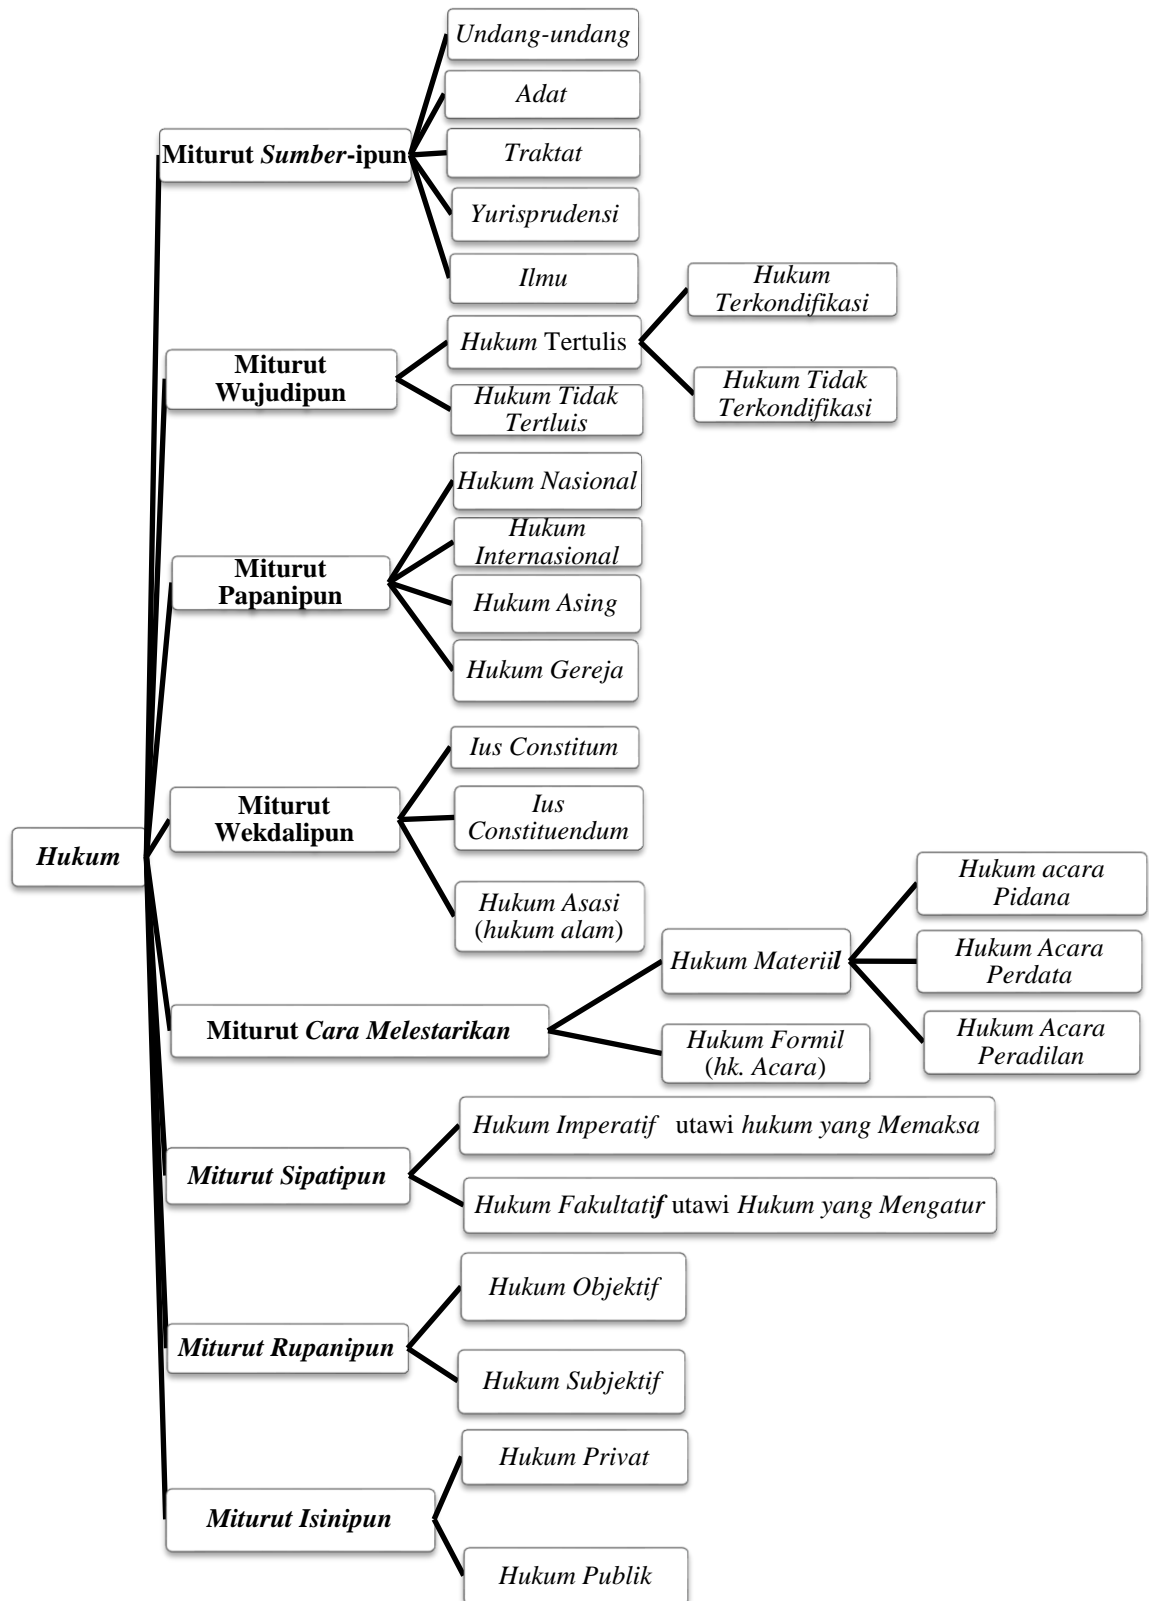 Undang-undang
Adat
Miturut Sumber-ipun
Traktat
Yurisprudensi
Ilmu
Hukum
Terkondifikasi
Miturut
Wujudipun
Hukum Tertulis
Hukum Tidak
Tertluis
Hukum Tidak
Terkondifikasi
Hukum Nasional
Hukum
Internasional
Miturut
Papanipun
Hukum Asing
Hukum Gereja
Ius Constitum
Miturut
Wekdalipun
Ius
Constituendum
Hukum
Hukum Asasi
(hukum alam)
Hukum acara
Pidana
Hukum Materiil
Hukum Acara
Perdata
Miturut Cara Melestarikan
Hukum Formil
(hk. Acara)
Hukum Acara
Peradilan
Hukum Imperatif utawi hukum yang Memaksa
Miturut Sipatipun
Hukum Fakultatif utawi Hukum yang Mengatur
Hukum Objektif
Miturut Rupanipun
Hukum Subjektif
Hukum Privat
Miturut Isinipun
Hukum Publik